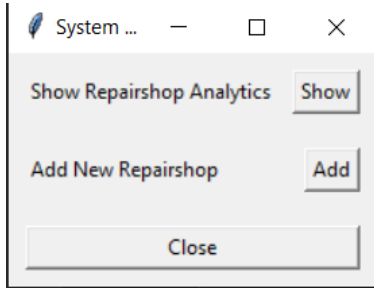 System ...
Show Repairshop Analytics Show
Add New Repairshop Add
Close